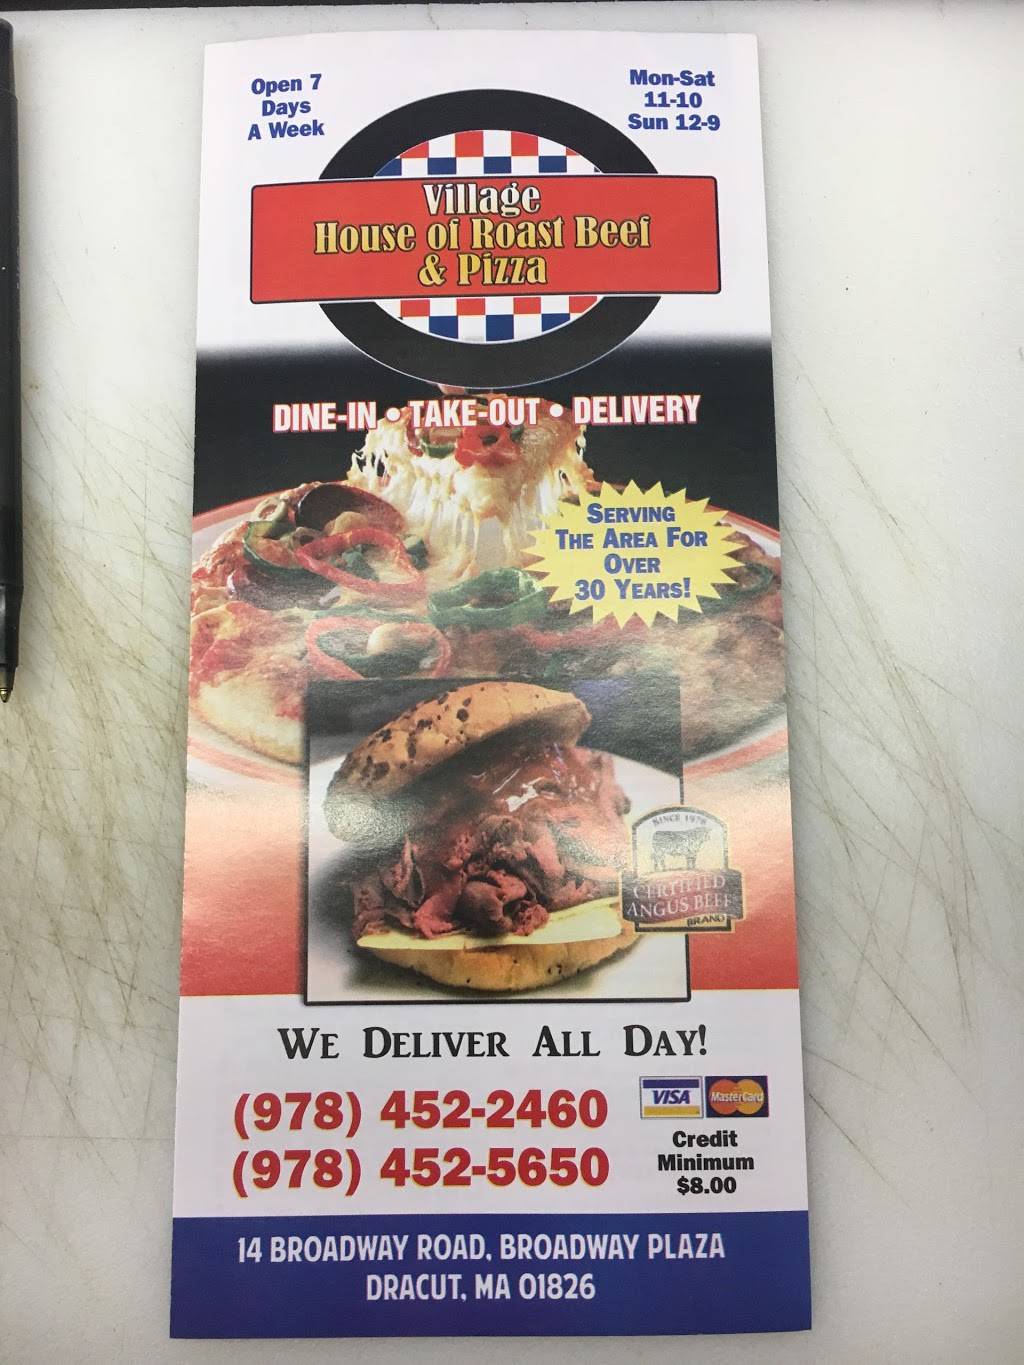 Open 7
Days
A Week
Mon-Sat
11-10
Sun 12-9
Village
House of Roast Beef
& Pizza
DINE-IN • TAKE-OUT • DELIVERY
SERVING
THE AREA FOR
OVER
30 YEARS!
SINCE 1978
CERTIFIED
ANGUS BEEF
BRAND
WE DELIVER ALL DAY!
(978) 452-2460
(978) 452-5650
VISA
MasterCard
Credit
Minimum
$8.00
14 BROADWAY ROAD, BROADWAY PLAZA
DRACUT, MA 01826